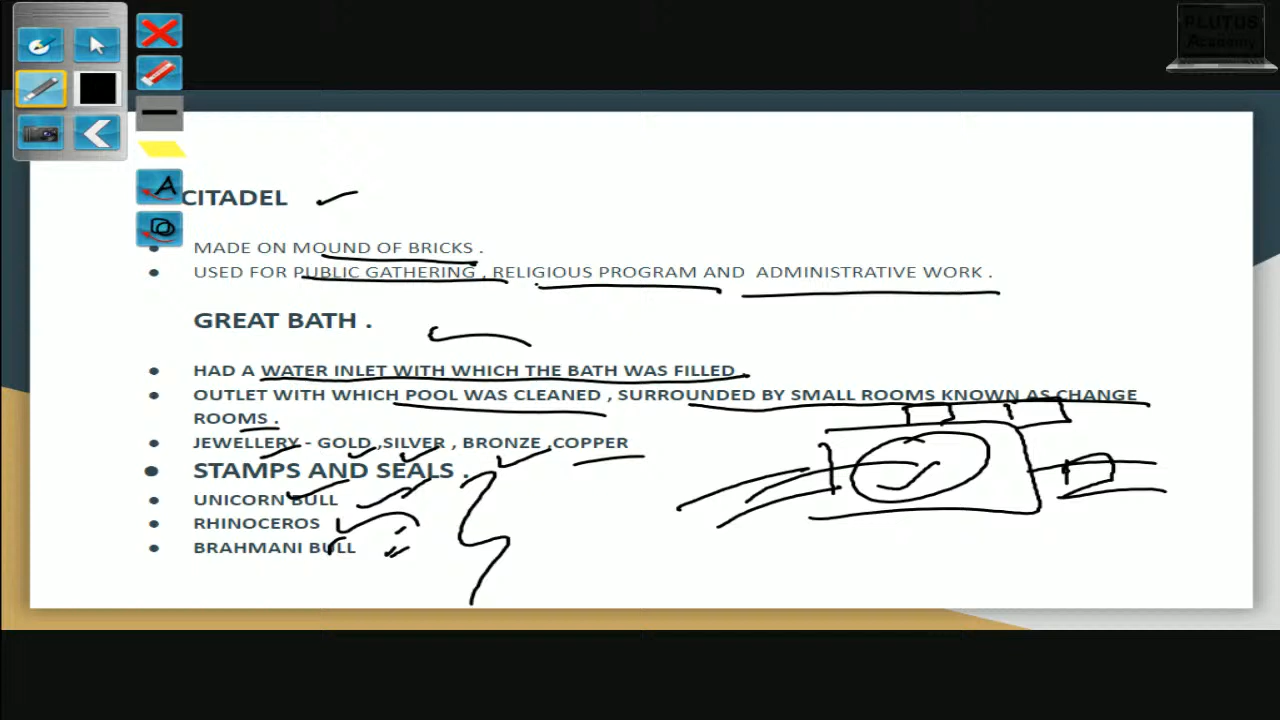 PLUTUS
Academy
CITADEL
MADE ON MOUND OF BRICKS .
USED FOR PUBLIC GATHERING , RELIGIOUS PROGRAM AND ADMINISTRATIVE WORK .
GREAT BATH .
HAD A WATER INLET WITH WHICH THE BATH WAS FILLED .
OUTLET WITH WHICH POOL WAS CLEANED , SURROUNDED BY SMALL ROOMS KNOWN AS CHANGE
ROOMS .
JEWELLERY - GOLD ,SILVER , BRONZE ,COPPER
STAMPS AND SEALS .
UNICORN BULL
RHINOCEROS
BRAHMANI BULL